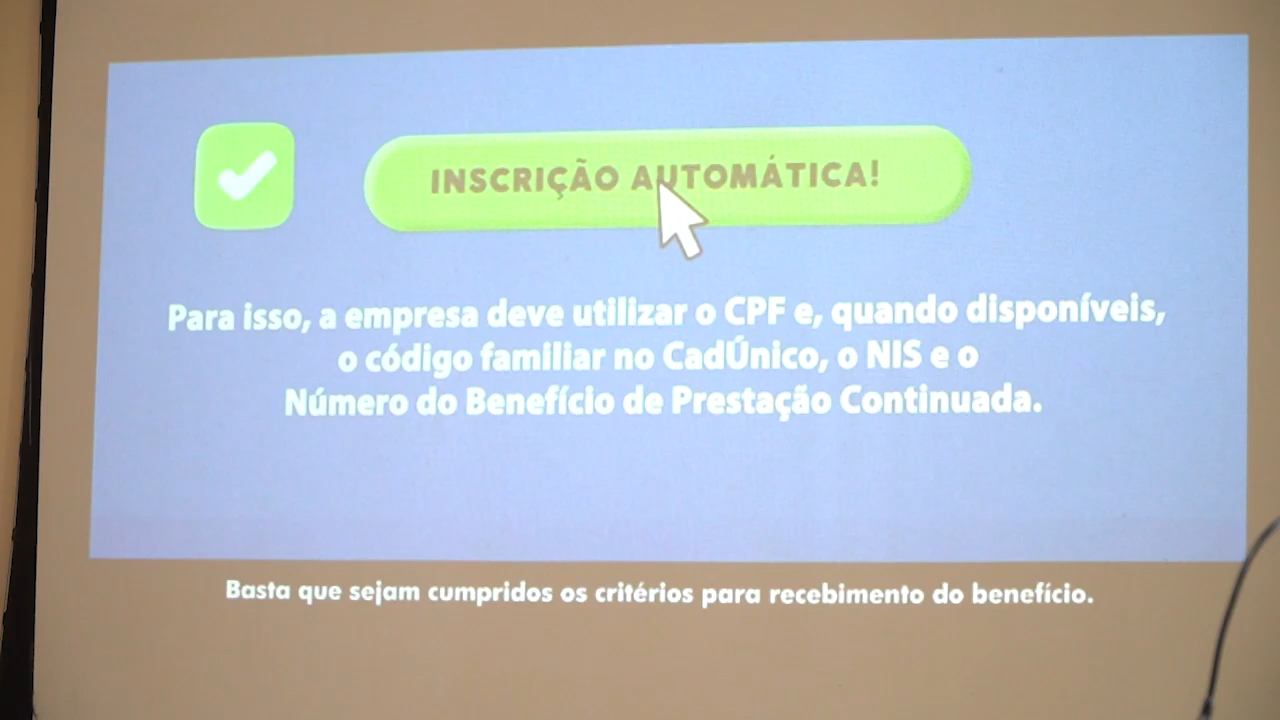 INSCRIÇÃO AUTOMÁTICA!
Para isso, a empresa deve utilizar o CPF e, quando disponíveis,
o código familiar no CadÚnico, o NIS e o
Número do Benefício de Prestação Continuada.
Basta que sejam cumpridos os critérios para recebimento do benefício.